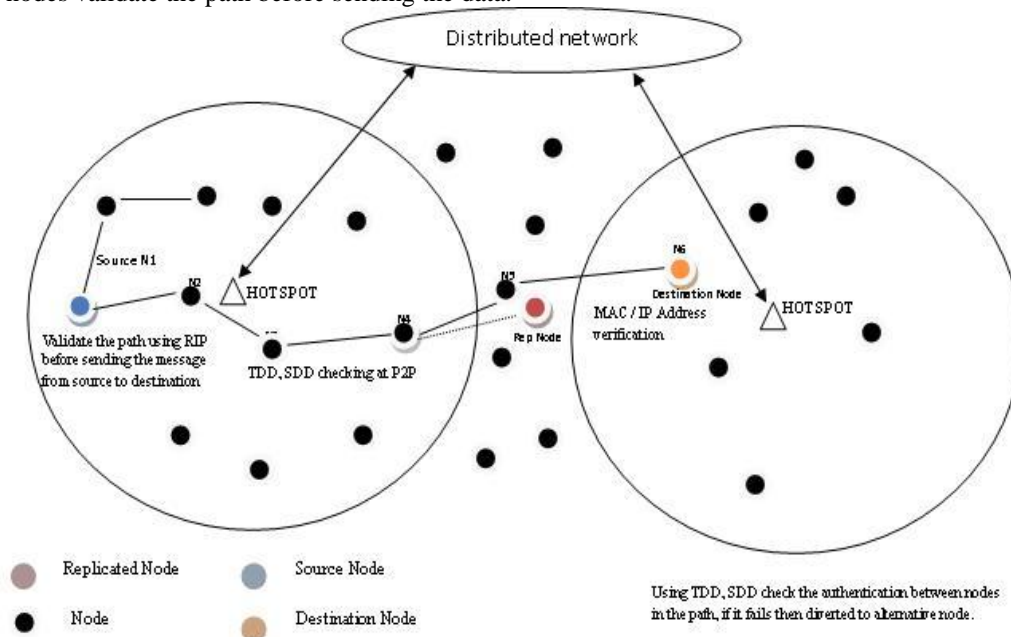 nodes validate the path before sending the data.
Distributed network
Source N1
N2
HOTSPOT
Validate the path using RIP
before sending the message
from source to destination
N4
TDD, SDD checking at P2P
N5
Rep Node
N6
Destination Node
MAC / IP Address
verification
HOTSPOT
Replicated Node
Source Node
Node
Destination Node
Using TDD, SDD check the authentication between nodes
in the path, if it fails then diverted to alternative node.